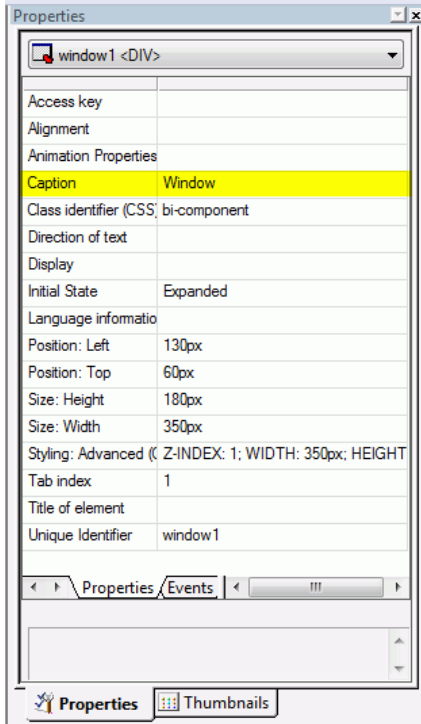 Properties
window1 <DIV>
Access key
Alignment
Animation Properties
Caption Window
Class identifier (CSS) bi-component
Direction of text
Display
Initial State Expanded
Language informatio
Position: Left 130px
Position: Top 60px
Size: Height 180px
Size: Width 350px
Styling: Advanced (C Z-INDEX: 1; WIDTH: 350px; HEIGHT
Tab index 1
Title of element
Unique Identifier window1
Properties Events
Properties Thumbnails